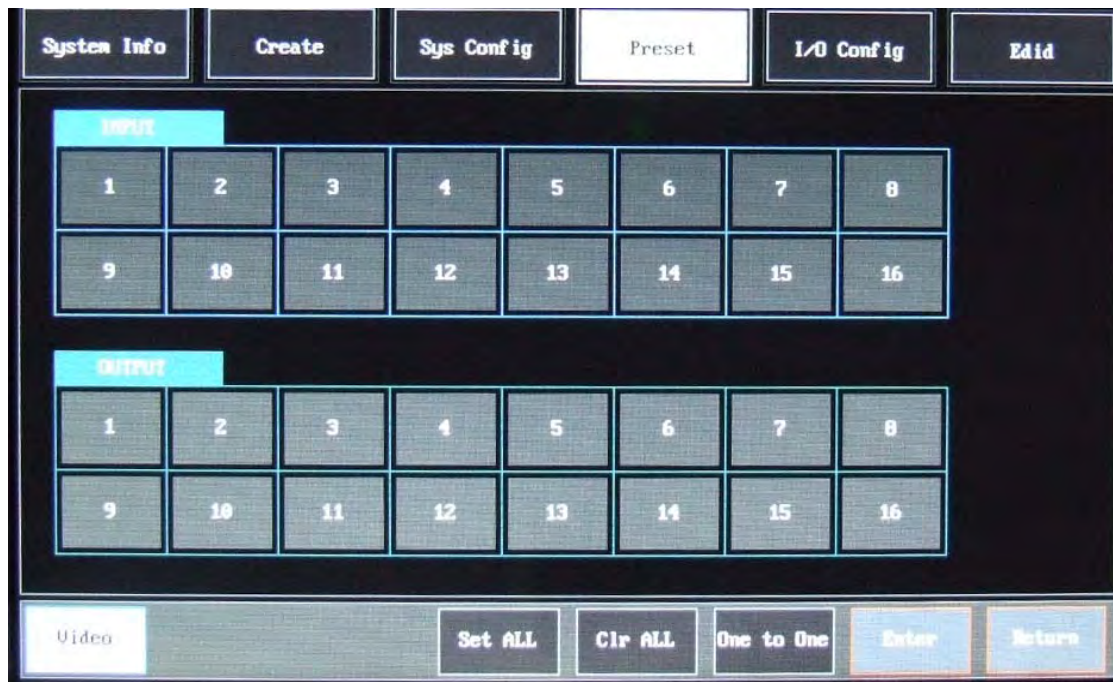 System Info Create Sys Config Preset I/O Config Edid
INPUT
1 2 3 4 5 6 7 8
9 10 11 12 13 14 15 16
OUTPUT
1 2 3 4 5 6 7 8
9 10 11 12 13 14 15 16
Video Set ALL Clr ALL One to One Enter Return